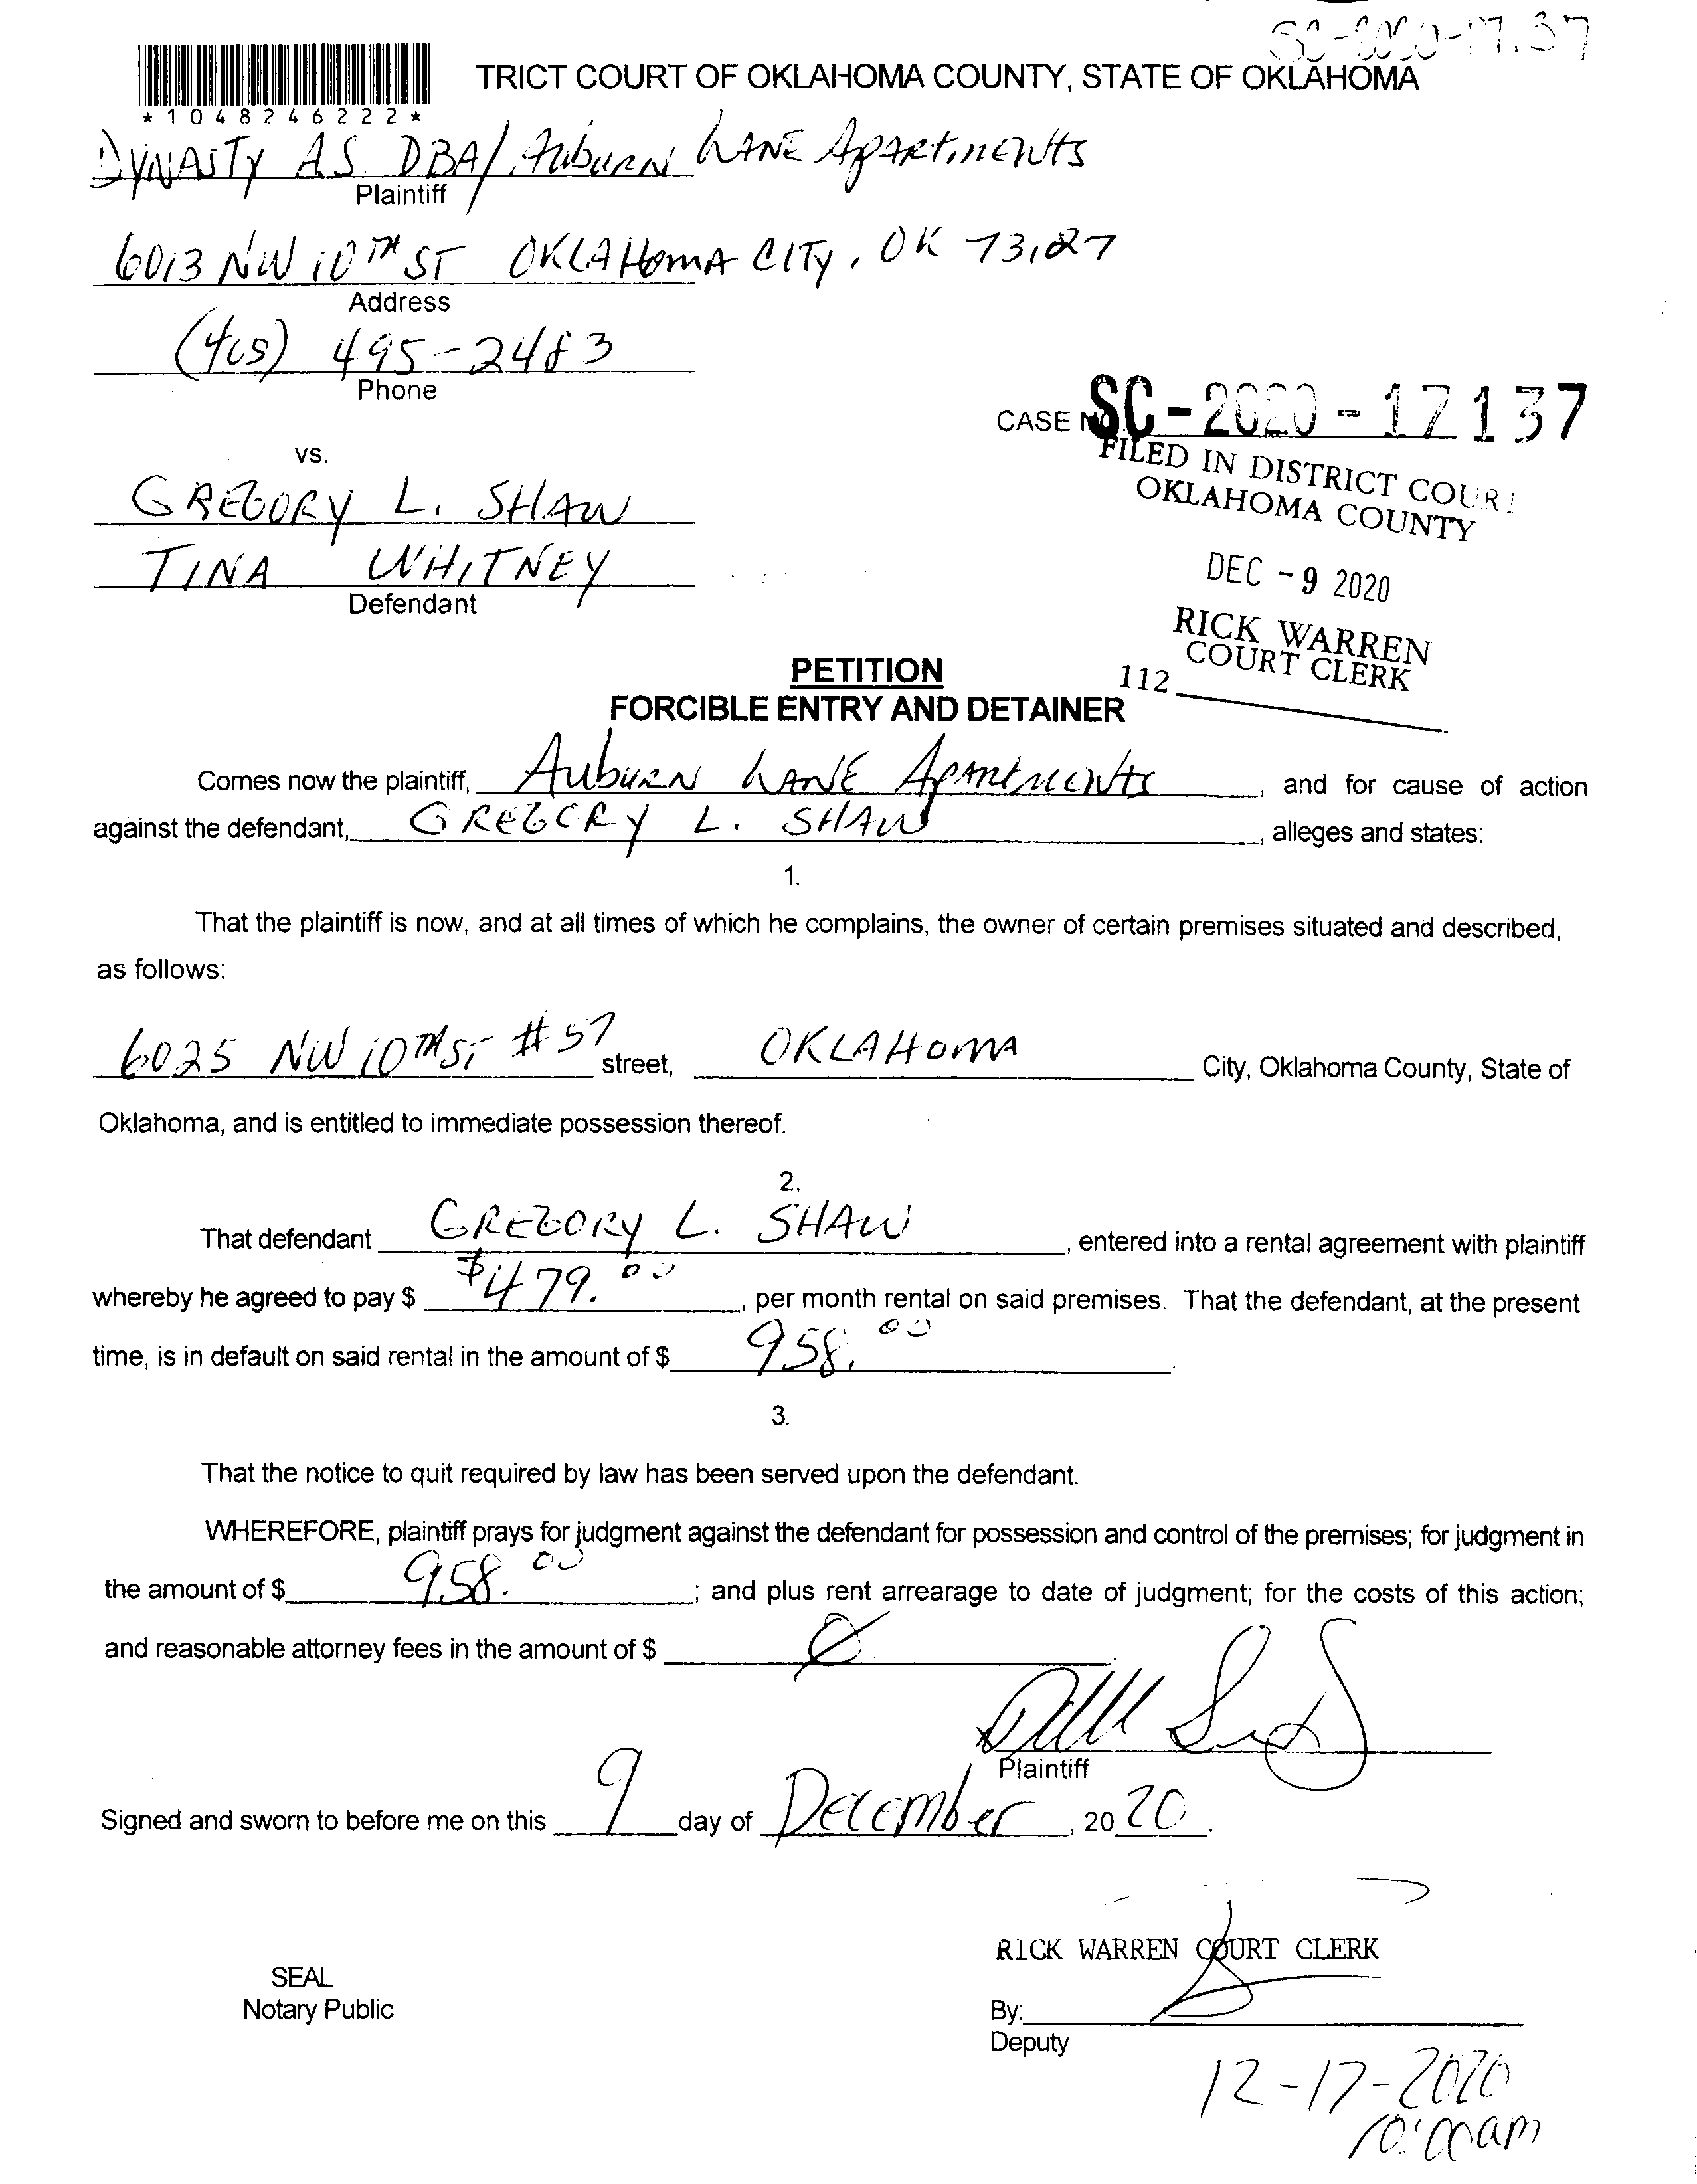 TRICT COURT OF OKLAHOMA COUNTY, STATE OF OKLAHOMA
*1048246222*
DYNASTY AS DBA/ Auburn Lane Apartments
Plaintiff
6013 NW 10TH ST OKLAHOMA CITY, OK 73127
Address
(405) 495-2483
Phone
CASE NO. SC-2020-17137
FILED IN DISTRICT COURT
OKLAHOMA COUNTY
vs.
GREGORY L. SHAW
TINA WHITNEY
Defendant
DEC -9 2020
RICK WARREN
COURT CLERK
112
PETITION
FORCIBLE ENTRY AND DETAINER
Comes now the plaintiff, Auburn Lane Apartments, and for cause of action
against the defendant, GREGORY L. SHAW, alleges and states:
1.
That the plaintiff is now, and at all times of which he complains, the owner of certain premises situated and described,
as follows:
6025 NW 10TH ST #57 street, OKLAHOMA City, Oklahoma County, State of
Oklahoma, and is entitled to immediate possession thereof.
2.
That defendant GREGORY L. SHAW, entered into a rental agreement with plaintiff
whereby he agreed to pay $ $479.00, per month rental on said premises. That the defendant, at the present
time, is in default on said rental in the amount of $ 958.00.
3.
That the notice to quit required by law has been served upon the defendant.
WHEREFORE, plaintiff prays for judgment against the defendant for possession and control of the premises; for judgment in
the amount of $ 958.00; and plus rent arrearage to date of judgment; for the costs of this action;
and reasonable attorney fees in the amount of $ Ø.
Plaintiff
Signed and sworn to before me on this 9 day of December, 2020.
RICK WARREN COURT CLERK
SEAL
Notary Public
By:
Deputy
12-17-2020
10:00am